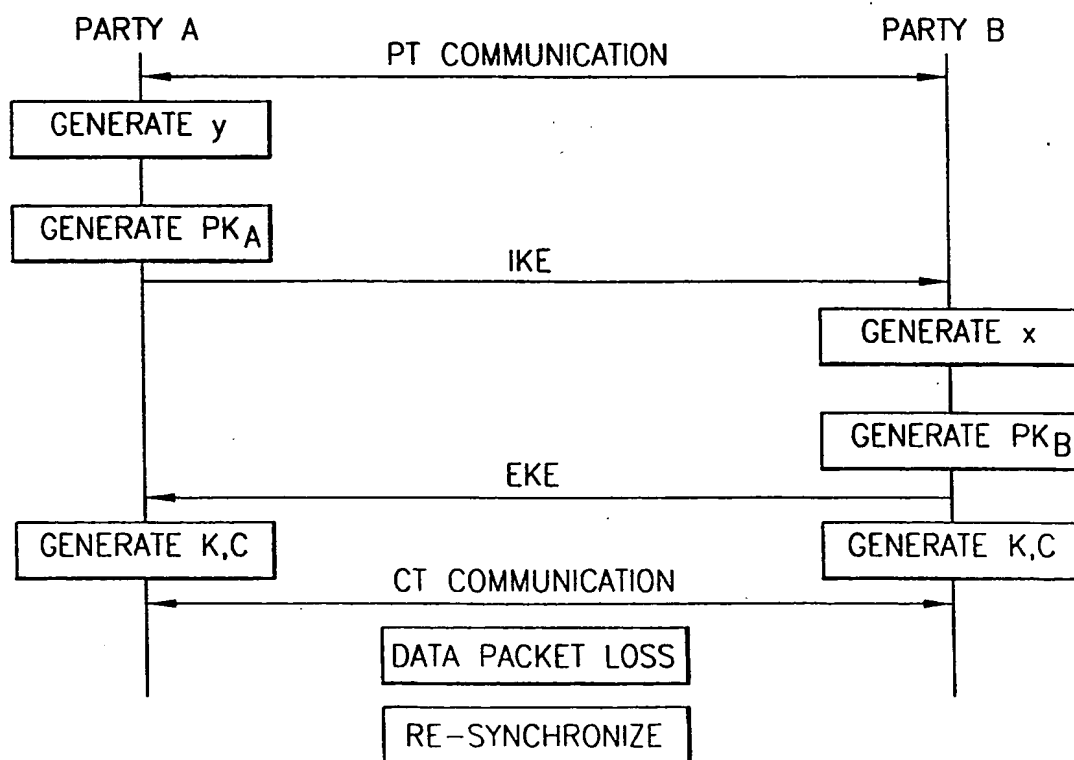 PARTY A
PARTY B
PT COMMUNICATION
GENERATE y
GENERATE PKA
IKE
GENERATE x
GENERATE PKB
EKE
GENERATE K,C
GENERATE K,C
CT COMMUNICATION
DATA PACKET LOSS
RE-SYNCHRONIZE